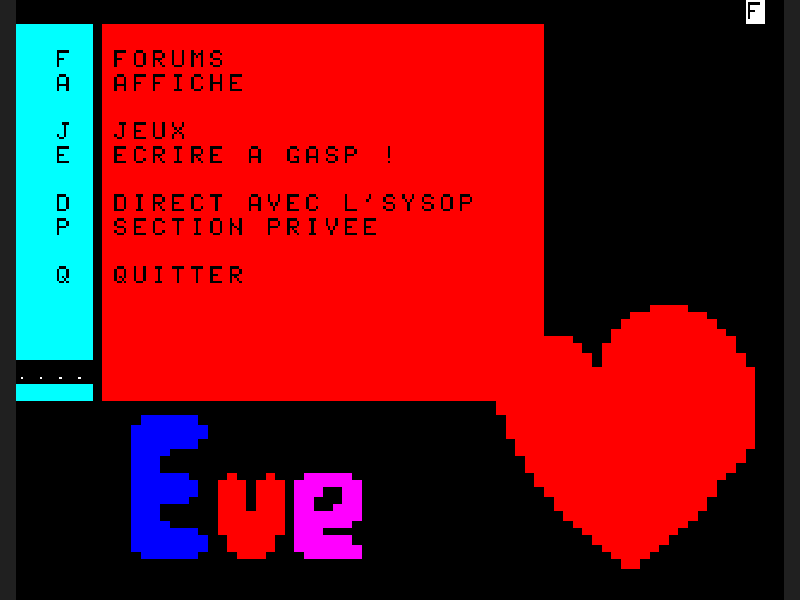 F
F FORUMS
A AFFICHE
J JEUX
E ECRIRE A GASP !
D DIRECT AVEC L'SYSOP
P SECTION PRIVEE
Q QUITTER
....
Eve